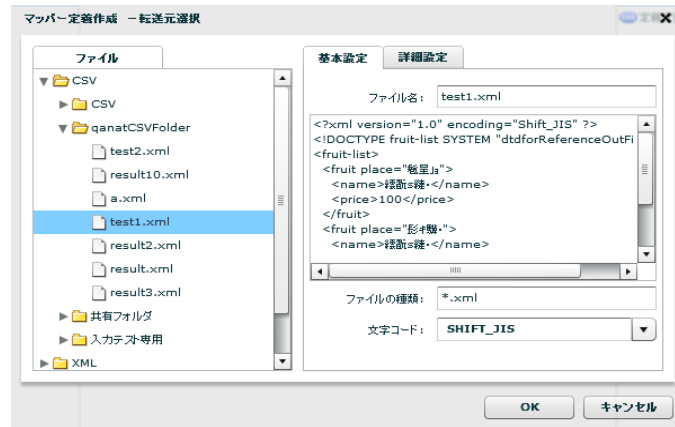 マッパー定義作成 －転送元選択
ファイル
CSV
CSV
qanatCSVFolder
test2.xml
result10.xml
a.xml
test1.xml
result2.xml
result.xml
result3.xml
共有フォルダ
入力テスト専用
XML
基本設定 詳細設定
ファイル名： test1.xml
<?xml version="1.0" encoding="Shift_JIS" ?>
<!DOCTYPE fruit-list SYSTEM "dtdforReferenceOutFi
<fruit-list>
<fruit place="
<name>
</name>
<price>100</price>
</fruit>
<fruit place="
<name>
</name>
ファイルの種類： *.xml
文字コード： SHIFT_JIS
OK キャンセル